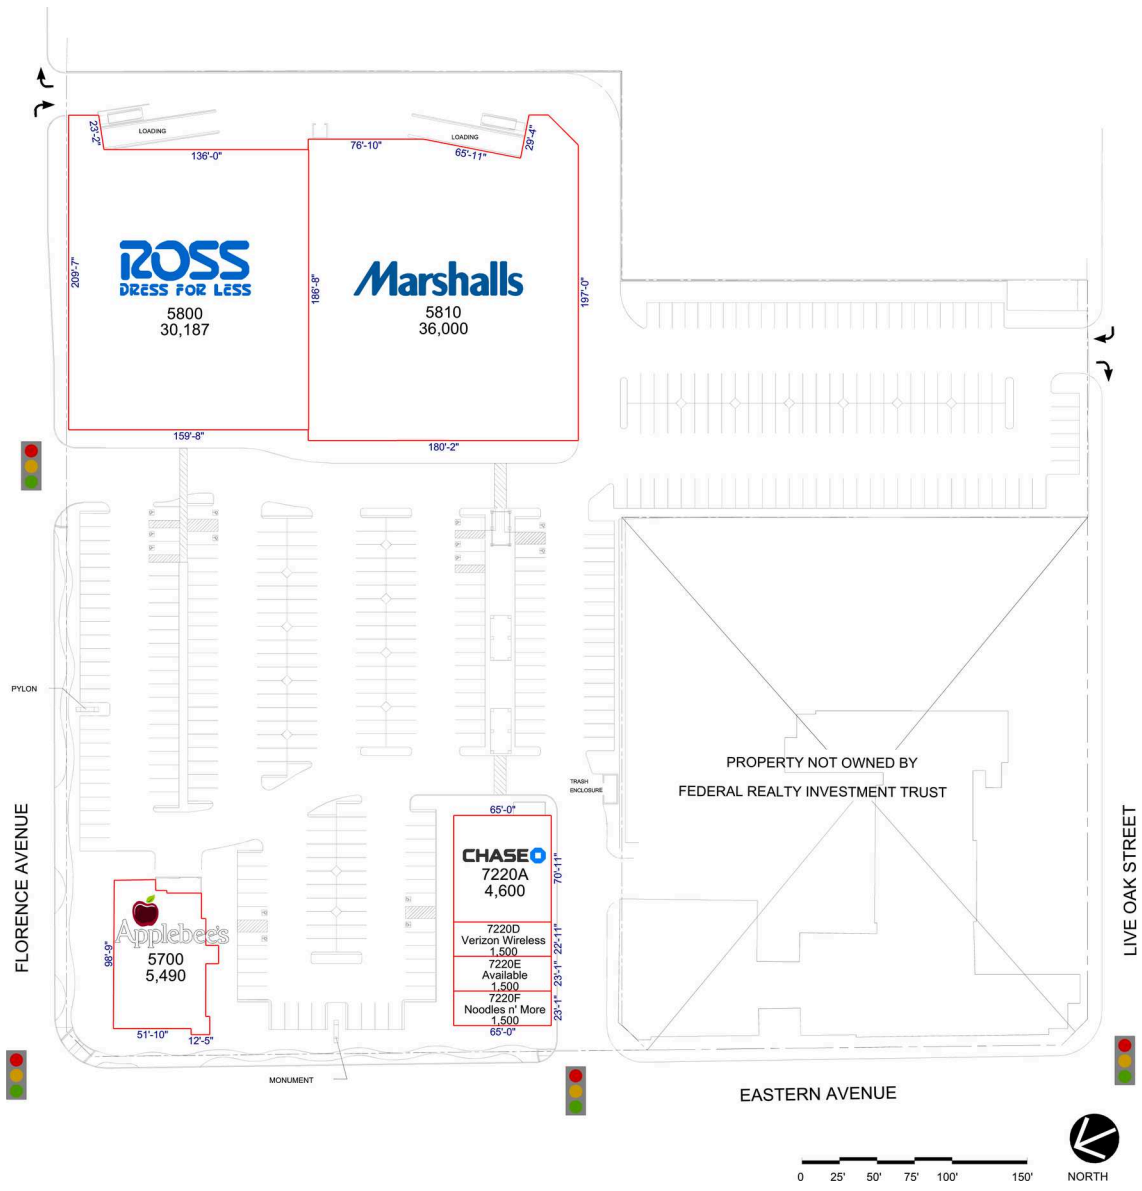 LOADING
LOADING
23'-2"
136'-0"
76'-10"
65'-11"
29'-4"
209'-7"
ROSS
DRESS FOR LESS
5800
30,187
186'-8"
Marshalls
5810
36,000
197'-0"
159'-8"
180'-2"
PYLON
TRASH
ENCLOSURE
PROPERTY NOT OWNED BY
FEDERAL REALTY INVESTMENT TRUST
FLORENCE AVENUE
LIVE OAK STREET
65'-0"
CHASE
7220A
4,600
70'-11"
7220D
Verizon Wireless
1,500
22'-11"
7220E
Available
1,500
23'-1"
7220F
Noodles n' More
1,500
23'-1"
65'-0"
Applebee's
5700
5,490
98'-9"
51'-10"
12'-5"
MONUMENT
EASTERN AVENUE
0 25' 50' 75' 100' 150'
NORTH